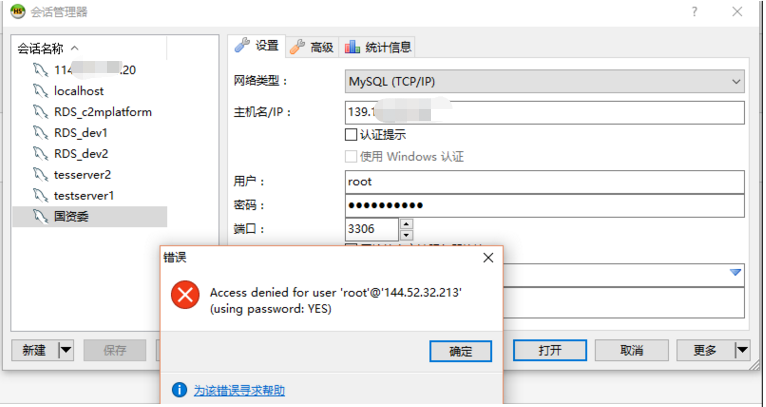 会话管理器
会话名称
114 .20
localhost
RDS_c2mplatform
RDS_dev1
RDS_dev2
tesserver2
testserver1
国资委
设置
高级
统计信息
网络类型：
MySQL (TCP/IP)
主机名/IP：
139.
认证提示
使用 Windows 认证
用户：
root
密码：
端口：
3306
错误
Access denied for user 'root'@'144.52.32.213'
(using password: YES)
确定
为该错误寻求帮助
新建
保存
打开
取消
更多